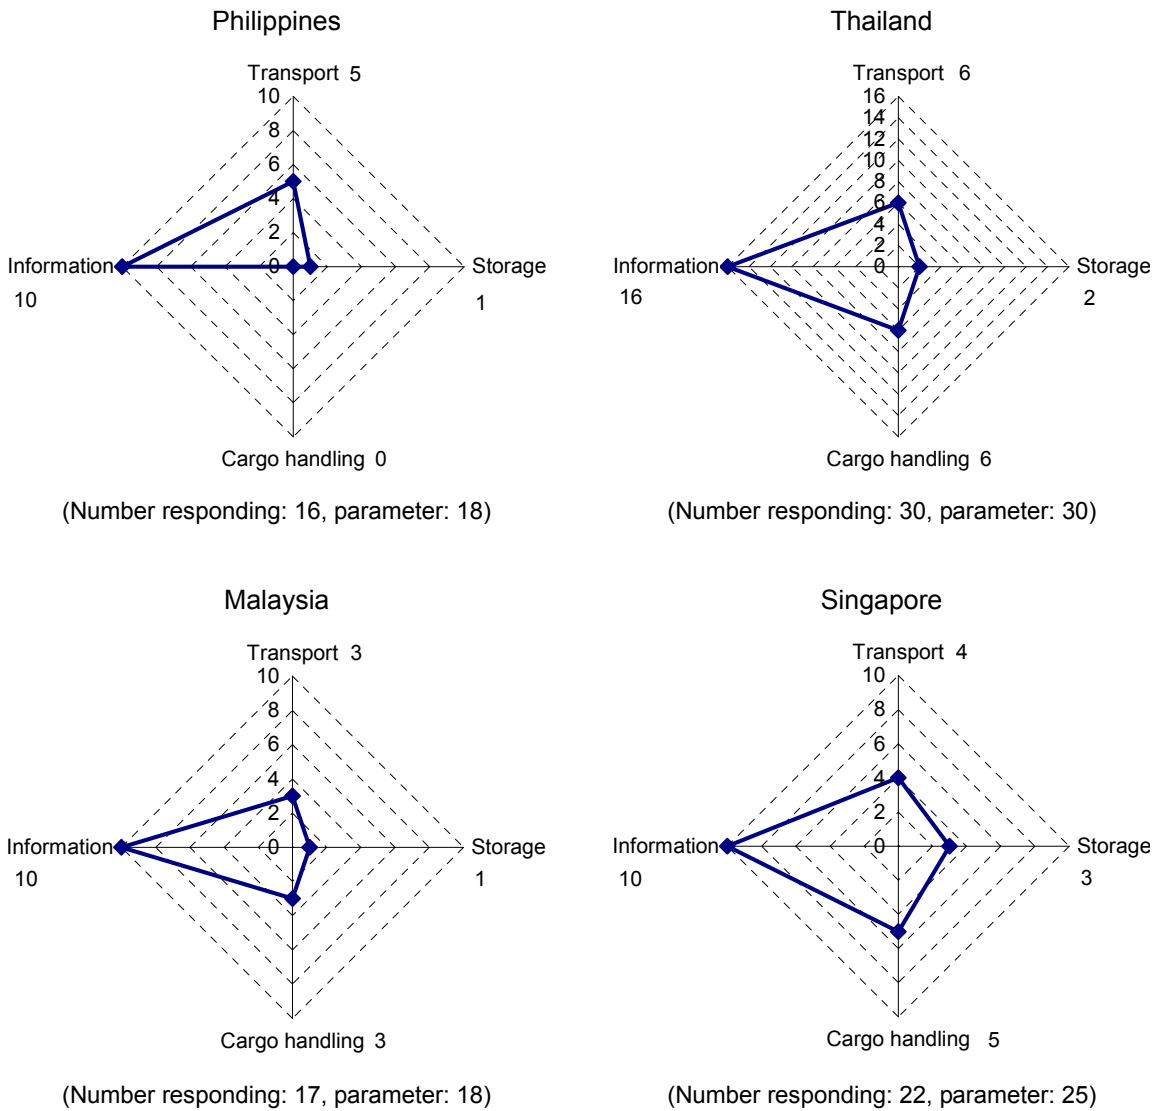 Philippines
Transport 5
10
8
6
4
2
0
Information
10
Storage
1
Cargo handling 0
(Number responding: 16, parameter: 18)
Thailand
Transport 6
16
14
12
10
8
6
4
2
0
Information
16
Storage
2
Cargo handling 6
(Number responding: 30, parameter: 30)
Malaysia
Transport 3
10
8
6
4
2
0
Information
10
Storage
1
Cargo handling 3
(Number responding: 17, parameter: 18)
Singapore
Transport 4
10
8
6
4
2
0
Information
10
Storage
3
Cargo handling 5
(Number responding: 22, parameter: 25)